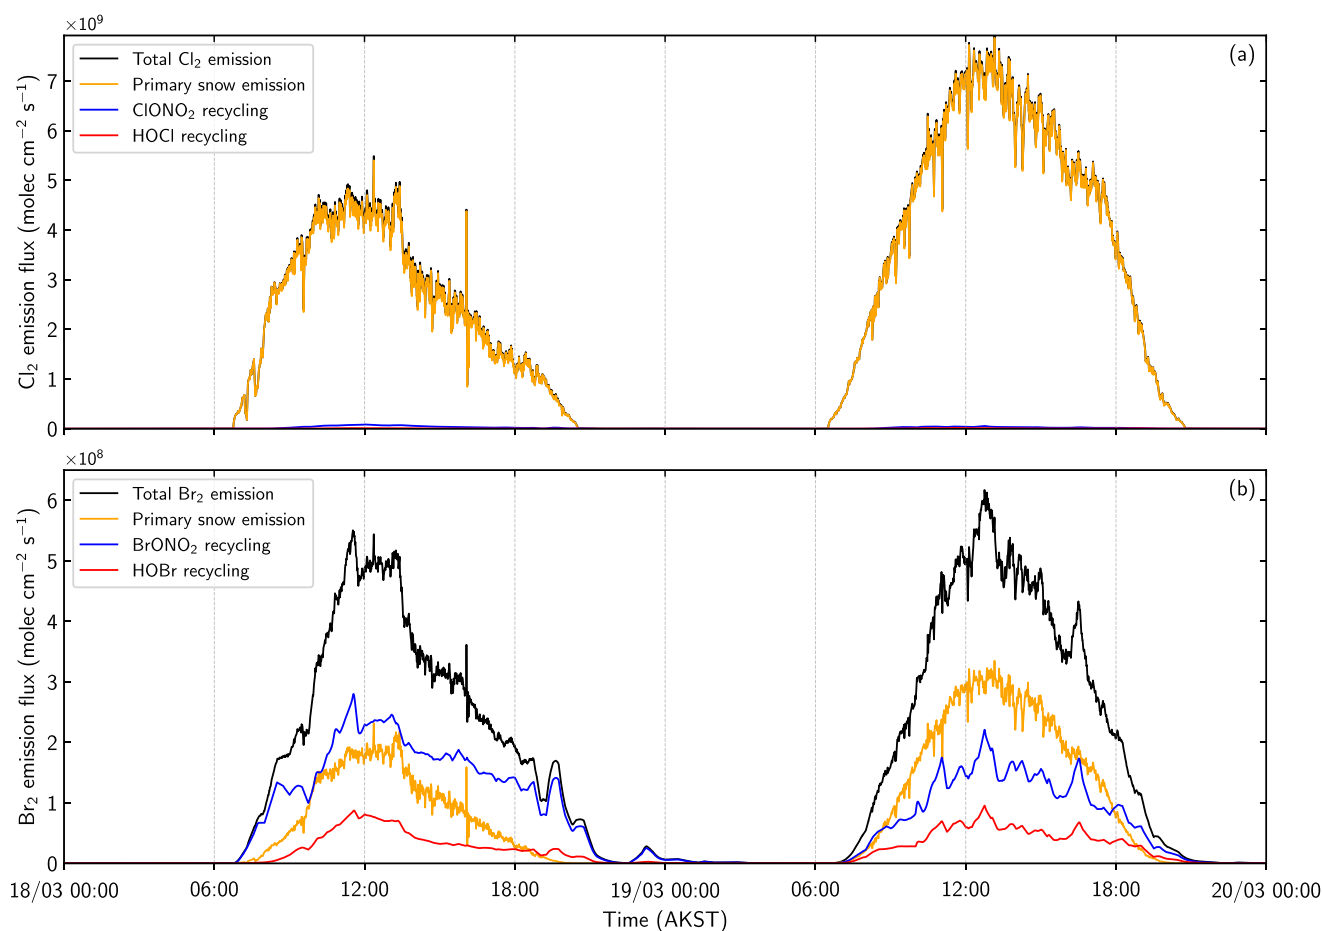 ×10⁹
(a)
Total Cl₂ emission
Primary snow emission
ClONO₂ recycling
HOCl recycling
Cl₂ emission flux (molec cm⁻² s⁻¹)
7
6
5
4
3
2
1
0
×10⁸
(b)
Total Br₂ emission
Primary snow emission
BrONO₂ recycling
HOBr recycling
Br₂ emission flux (molec cm⁻² s⁻¹)
6
5
4
3
2
1
0
18/03 00:00 06:00 12:00 18:00 19/03 00:00 06:00 12:00 18:00 20/03 00:00
Time (AKST)